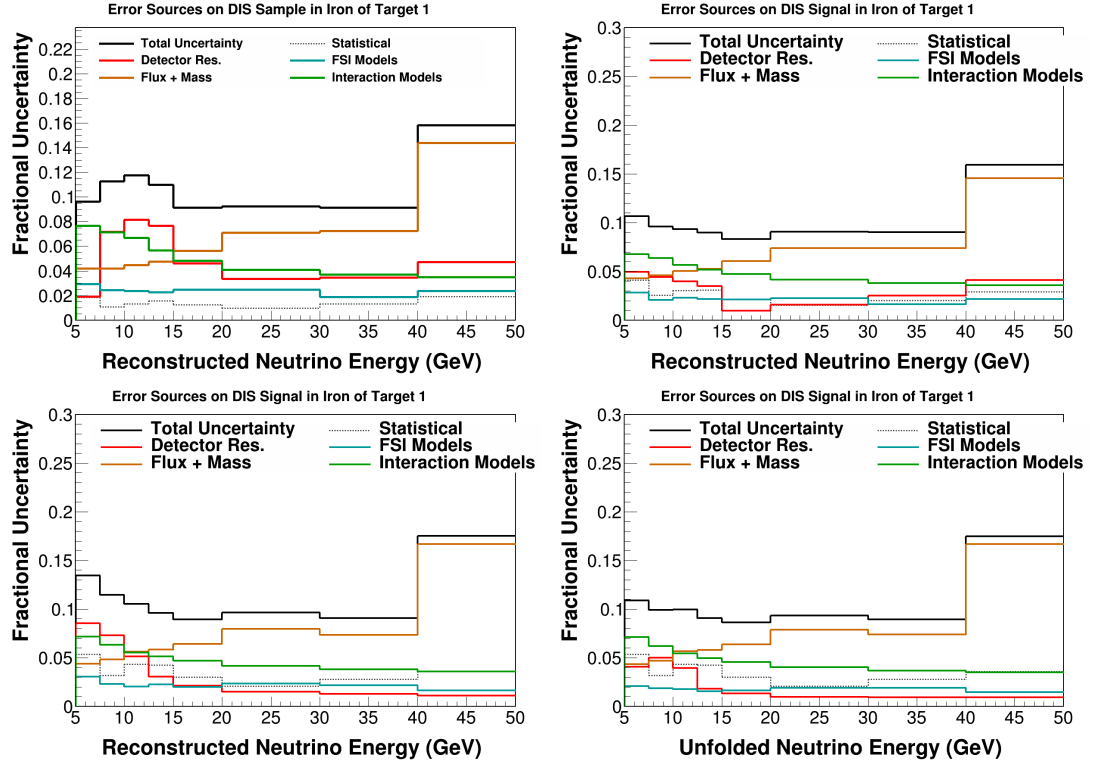 Error Sources on DIS Sample in Iron of Target 1
Fractional Uncertainty
Total Uncertainty
Statistical
Detector Res.
FSI Models
Flux + Mass
Interaction Models
0.22
0.2
0.18
0.16
0.14
0.12
0.1
0.08
0.06
0.04
0.02
0
5 10 15 20 25 30 35 40 45 50
Reconstructed Neutrino Energy (GeV)
Error Sources on DIS Signal in Iron of Target 1
Fractional Uncertainty
Total Uncertainty
Statistical
Detector Res.
FSI Models
Flux + Mass
Interaction Models
0.3
0.25
0.2
0.15
0.1
0.05
0
5 10 15 20 25 30 35 40 45 50
Reconstructed Neutrino Energy (GeV)
Error Sources on DIS Signal in Iron of Target 1
Fractional Uncertainty
Total Uncertainty
Statistical
Detector Res.
FSI Models
Flux + Mass
Interaction Models
0.3
0.25
0.2
0.15
0.1
0.05
0
5 10 15 20 25 30 35 40 45 50
Reconstructed Neutrino Energy (GeV)
Error Sources on DIS Signal in Iron of Target 1
Fractional Uncertainty
Total Uncertainty
Statistical
Detector Res.
FSI Models
Flux + Mass
Interaction Models
0.3
0.25
0.2
0.15
0.1
0.05
0
5 10 15 20 25 30 35 40 45 50
Unfolded Neutrino Energy (GeV)